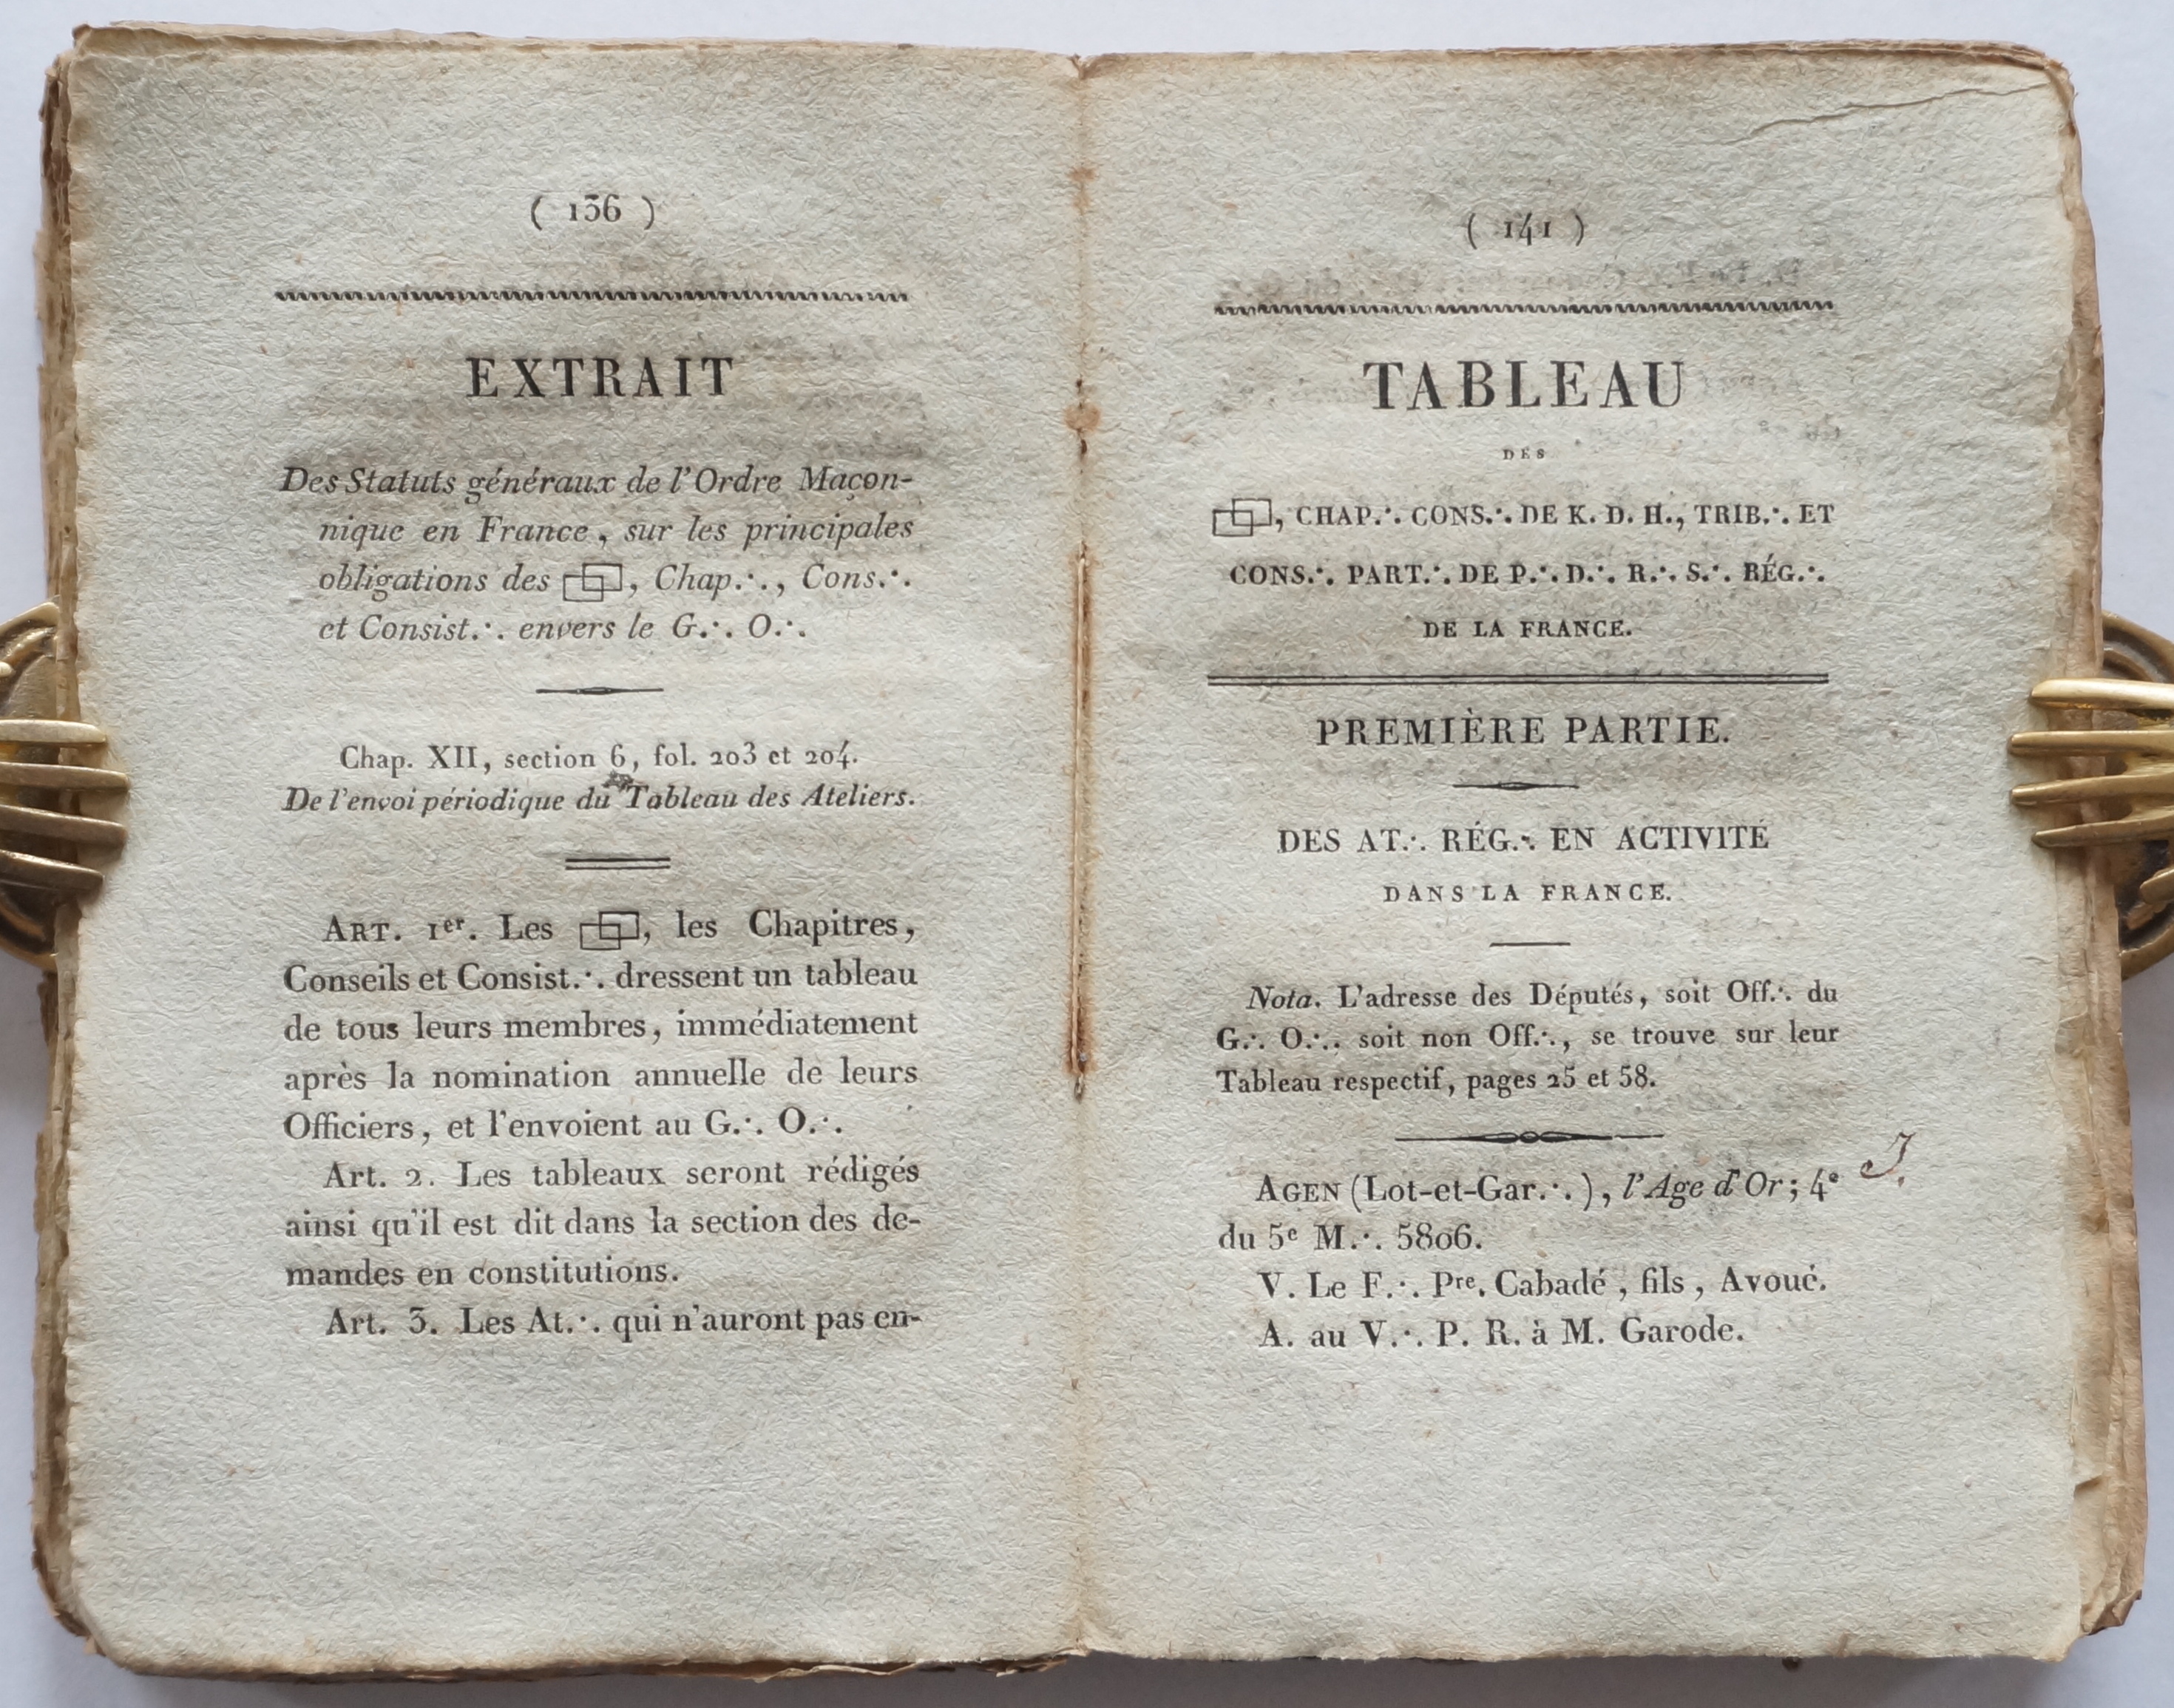 ( 136 )
EXTRAIT
Des Statuts généraux de l'Ordre Maçon-
nique en France, sur les principales
obligations des , Chap.∴, Cons.∴
et Consist.∴ envers le G.∴ O.∴
Chap. XII, section 6, fol. 203 et 204.
De l'envoi périodique du Tableau des Ateliers.
ART. 1er. Les , les Chapitres,
Conseils et Consist.∴ dressent un tableau
de tous leurs membres, immédiatement
après la nomination annuelle de leurs
Officiers, et l'envoient au G.∴ O.∴
Art. 2. Les tableaux seront rédigés
ainsi qu'il est dit dans la section des de-
mandes en constitutions.
Art. 3. Les At.∴ qui n'auront pas en-
( 141 )
TABLEAU
DES
, CHAP.∴ CONS.∴ DE K. D. H., TRIB.∴ ET
CONS.∴ PART.∴ DE P.∴ D.∴ R.∴ S.∴ RÉG.∴
DE LA FRANCE.
PREMIÈRE PARTIE.
DES AT.∴ RÉG.∴ EN ACTIVITÉ
DANS LA FRANCE.
Nota. L'adresse des Députés, soit Off.∴ du
G.∴ O.∴. soit non Off.∴, se trouve sur leur
Tableau respectif, pages 25 et 58.
AGEN (Lot-et-Gar.∴), l'Age d'Or; 4e
du 5e M.∴ 5806.
V. Le F.∴ Pre. Cabadé, fils, Avoué.
A. au V.∴ P. R. à M. Garode.